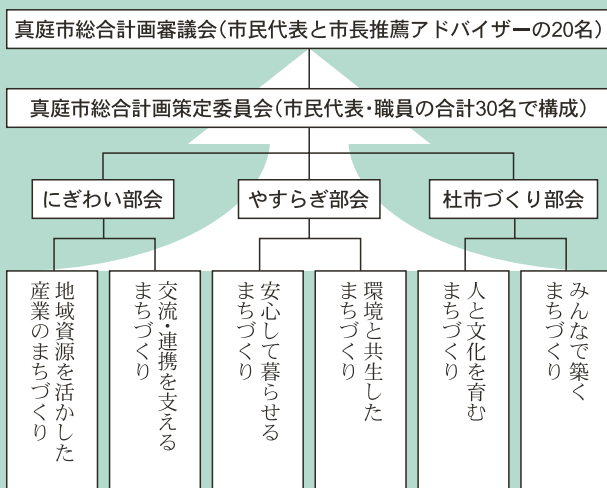 真庭市総合計画審議会(市民代表と市長推薦アドバイザーの20名)
真庭市総合計画策定委員会(市民代表・職員の合計30名で構成)
にぎわい部会
やすらぎ部会
杜市づくり部会
地域資源を活かした
産業のまちづくり
交流・連携を支える
まちづくり
安心して暮らせる
まちづくり
環境と共生した
まちづくり
人と文化を育む
まちづくり
みんなで築く
まちづくり